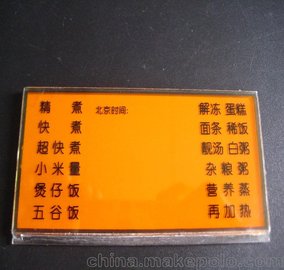 精 煮 北京时间: 解冻 蛋糕
快 煮 面条 稀饭
超快煮 靓汤 白粥
小米量 杂粮粥
煲仔饭 营养蒸
五谷饭 再加热
china.makepolo.com